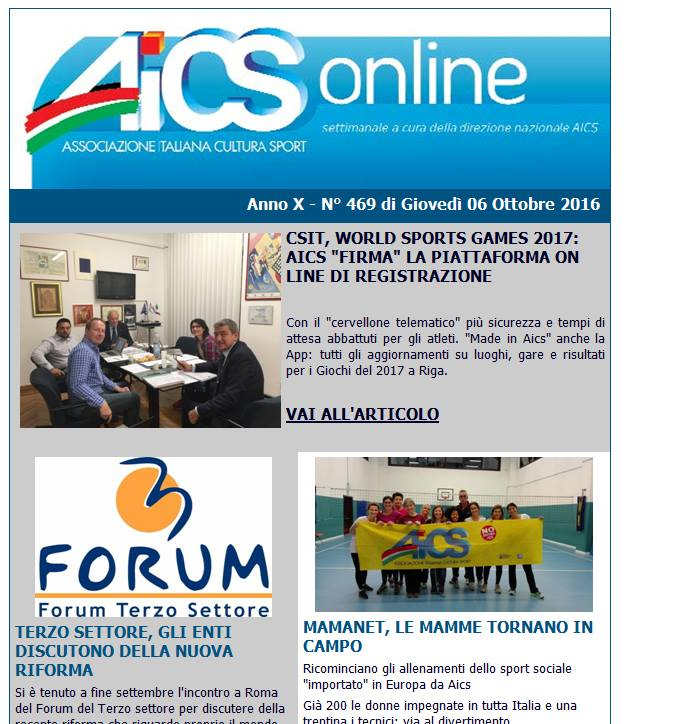 AiCS online
settimanale a cura della direzione nazionale AICS
ASSOCIAZIONE ITALIANA CULTURA SPORT
Anno X - N° 469 di Giovedì 06 Ottobre 2016
CSIT, WORLD SPORTS GAMES 2017:
AICS "FIRMA" LA PIATTAFORMA ON
LINE DI REGISTRAZIONE
Con il "cervellone telematico" più sicurezza e tempi di
attesa abbattuti per gli atleti. "Made in Aics" anche la
App: tutti gli aggiornamenti su luoghi, gare e risultati
per i Giochi del 2017 a Riga.
VAI ALL'ARTICOLO
FORUM
Forum Terzo Settore
TERZO SETTORE, GLI ENTI
DISCUTONO DELLA NUOVA
RIFORMA
Si è tenuto a fine settembre l'incontro a Roma
del Forum del Terzo settore per discutere della
recente riforma che riguarda proprio il mondo
AiCS
ASSOCIAZIONE ITALIANA CULTURA SPORT
NO
MAMANET, LE MAMME TORNANO IN
CAMPO
Ricominciano gli allenamenti dello sport sociale
"importato" in Europa da Aics
Già 200 le donne impegnate in tutta Italia e una
trentina i tecnici: via al divertimento